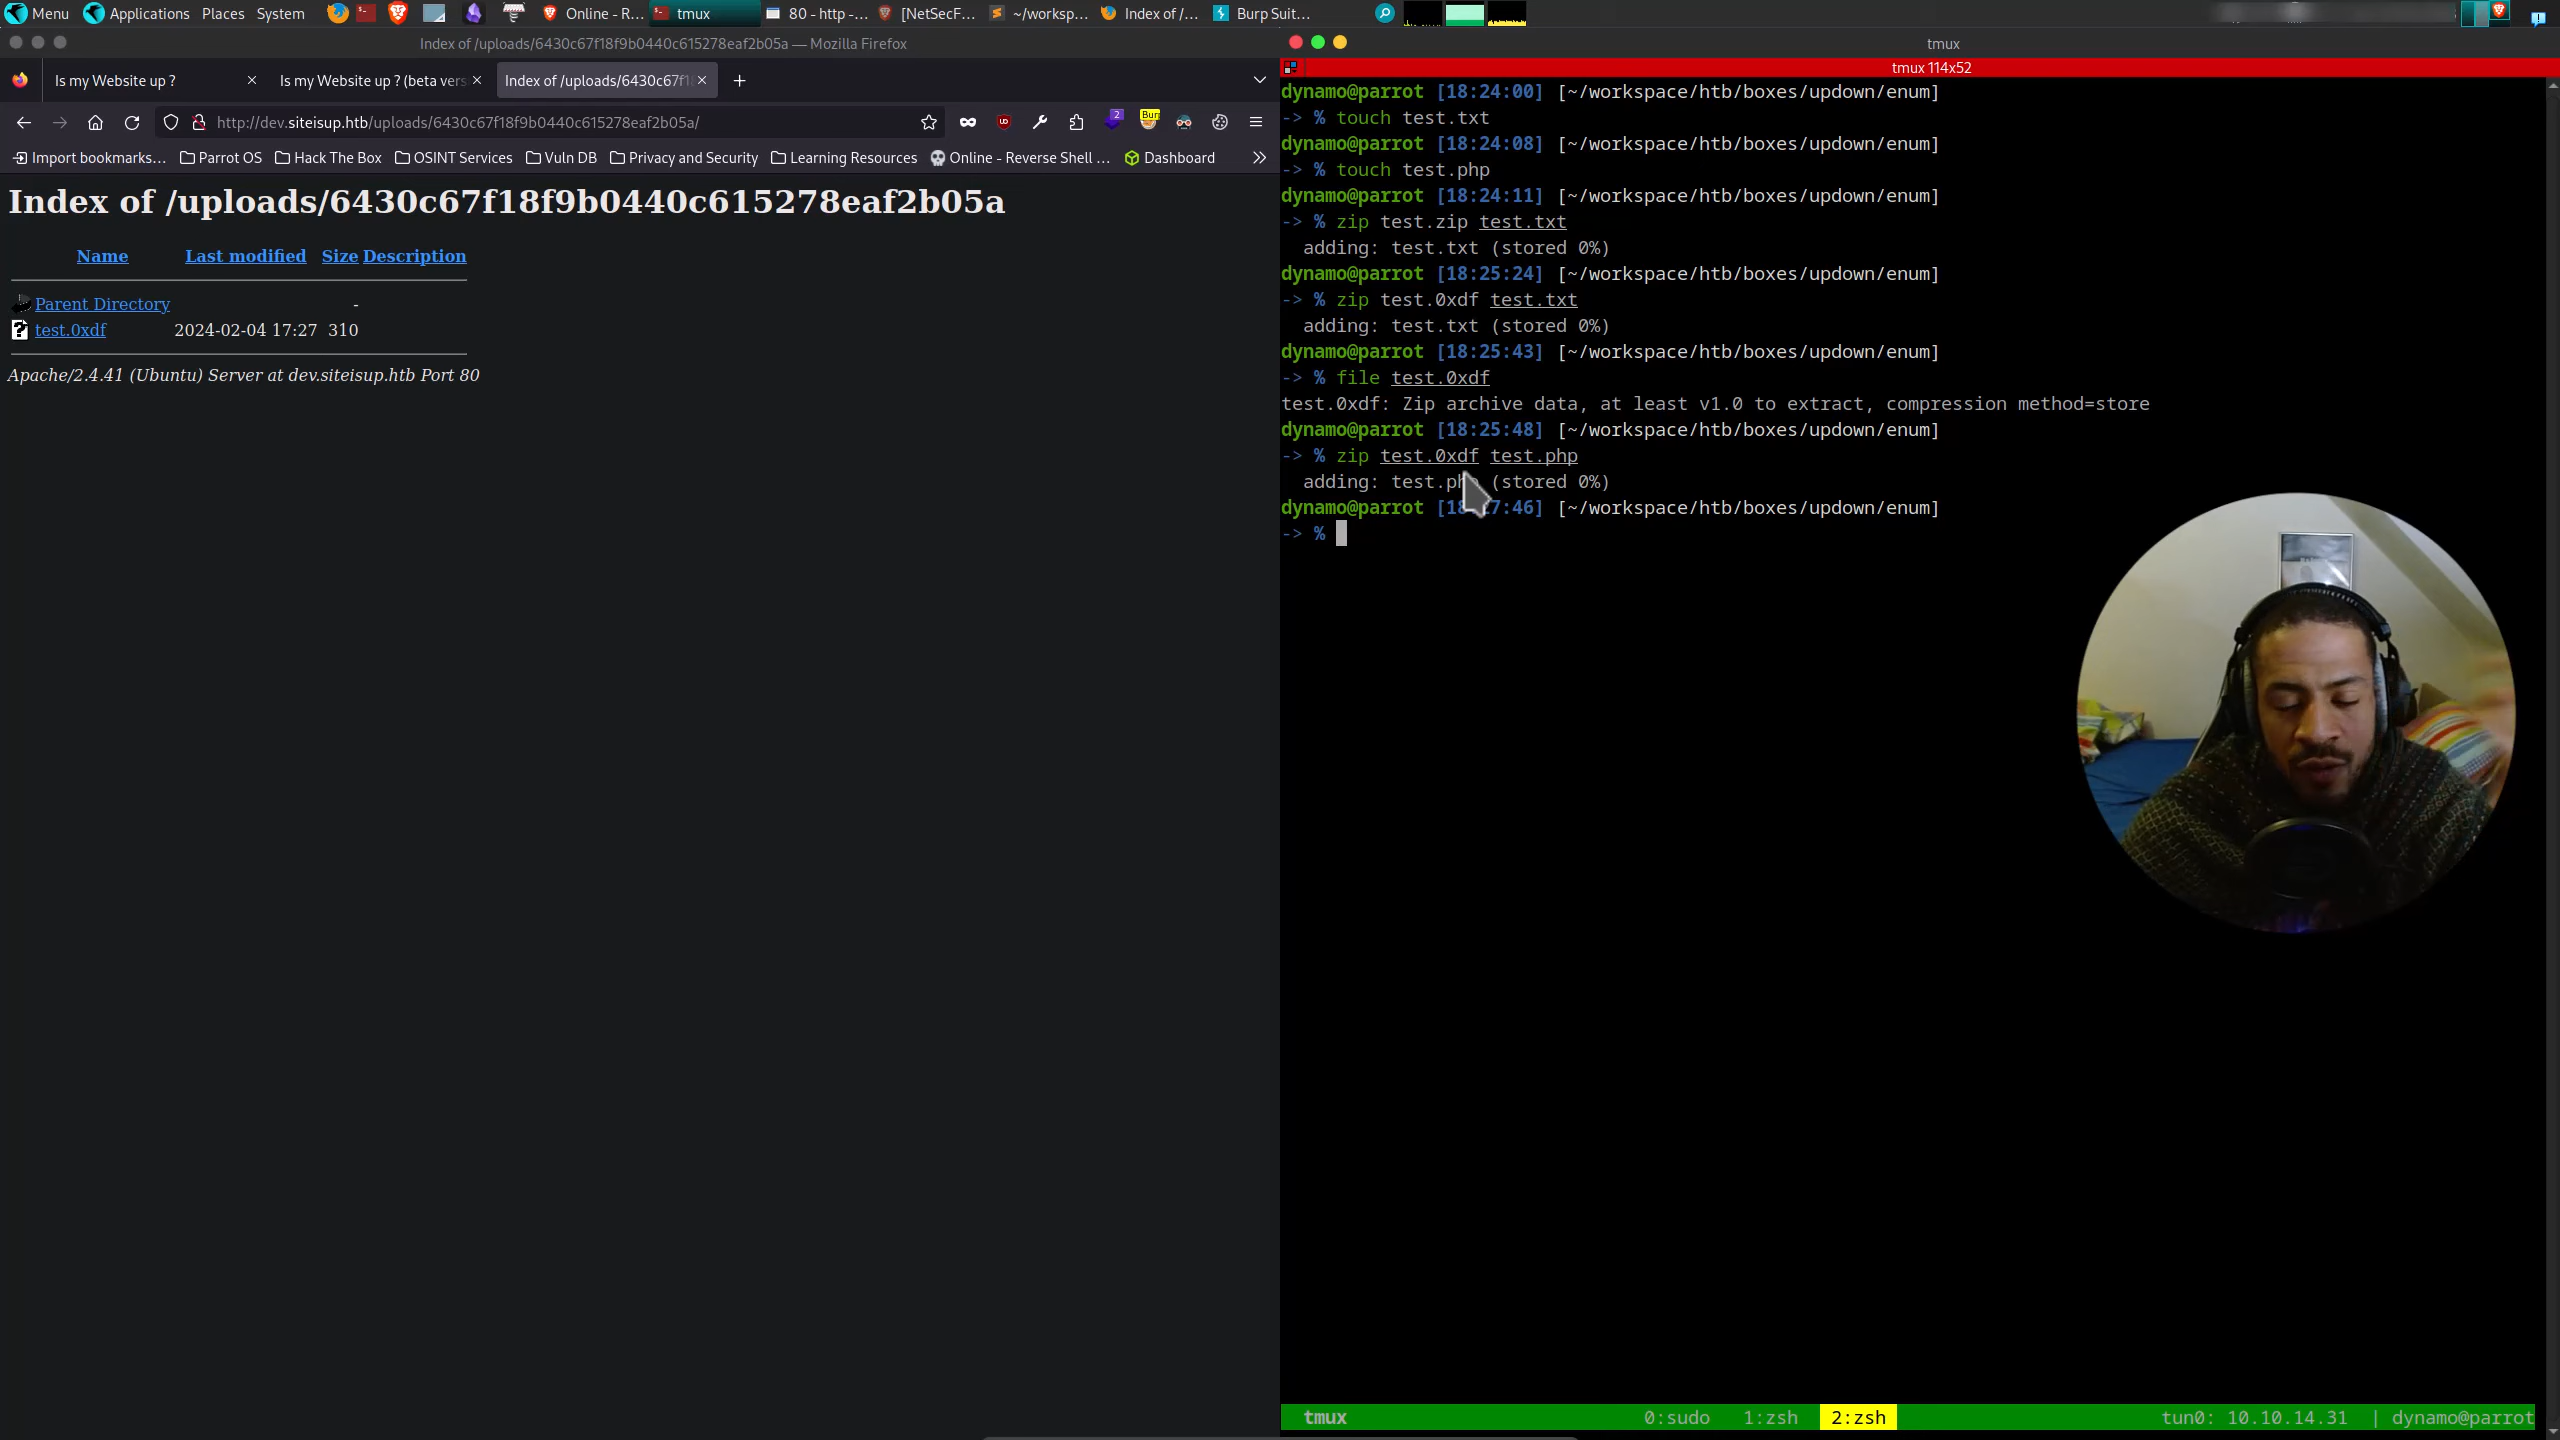 Menu Applications Places System Online - R... tmux 80 - http -... [NetSecF... ~/worksp... Index of /... Burp Suit...
Index of /uploads/6430c67f18f9b0440c615278eaf2b05a — Mozilla Firefox
Is my Website up ? Is my Website up ? (beta vers Index of /uploads/6430c67f1
http://dev.siteisup.htb/uploads/6430c67f18f9b0440c615278eaf2b05a/
2 Burp
Import bookmarks... Parrot OS Hack The Box OSINT Services Vuln DB Privacy and Security Learning Resources Online - Reverse Shell ... Dashboard
Index of /uploads/6430c67f18f9b0440c615278eaf2b05a
Name Last modified Size Description
Parent Directory -
test.0xdf 2024-02-04 17:27 310
Apache/2.4.41 (Ubuntu) Server at dev.siteisup.htb Port 80
tmux
tmux 114x52
dynamo@parrot [18:24:00] [~/workspace/htb/boxes/updown/enum]
-> % touch test.txt
dynamo@parrot [18:24:08] [~/workspace/htb/boxes/updown/enum]
-> % touch test.php
dynamo@parrot [18:24:11] [~/workspace/htb/boxes/updown/enum]
-> % zip test.zip test.txt
adding: test.txt (stored 0%)
dynamo@parrot [18:25:24] [~/workspace/htb/boxes/updown/enum]
-> % zip test.0xdf test.txt
adding: test.txt (stored 0%)
dynamo@parrot [18:25:43] [~/workspace/htb/boxes/updown/enum]
-> % file test.0xdf
test.0xdf: Zip archive data, at least v1.0 to extract, compression method=store
dynamo@parrot [18:25:48] [~/workspace/htb/boxes/updown/enum]
-> % zip test.0xdf test.php
adding: test.php (stored 0%)
dynamo@parrot [18:27:46] [~/workspace/htb/boxes/updown/enum]
-> %
tmux 0:sudo 1:zsh 2:zsh tun0: 10.10.14.31 | dynamo@parrot